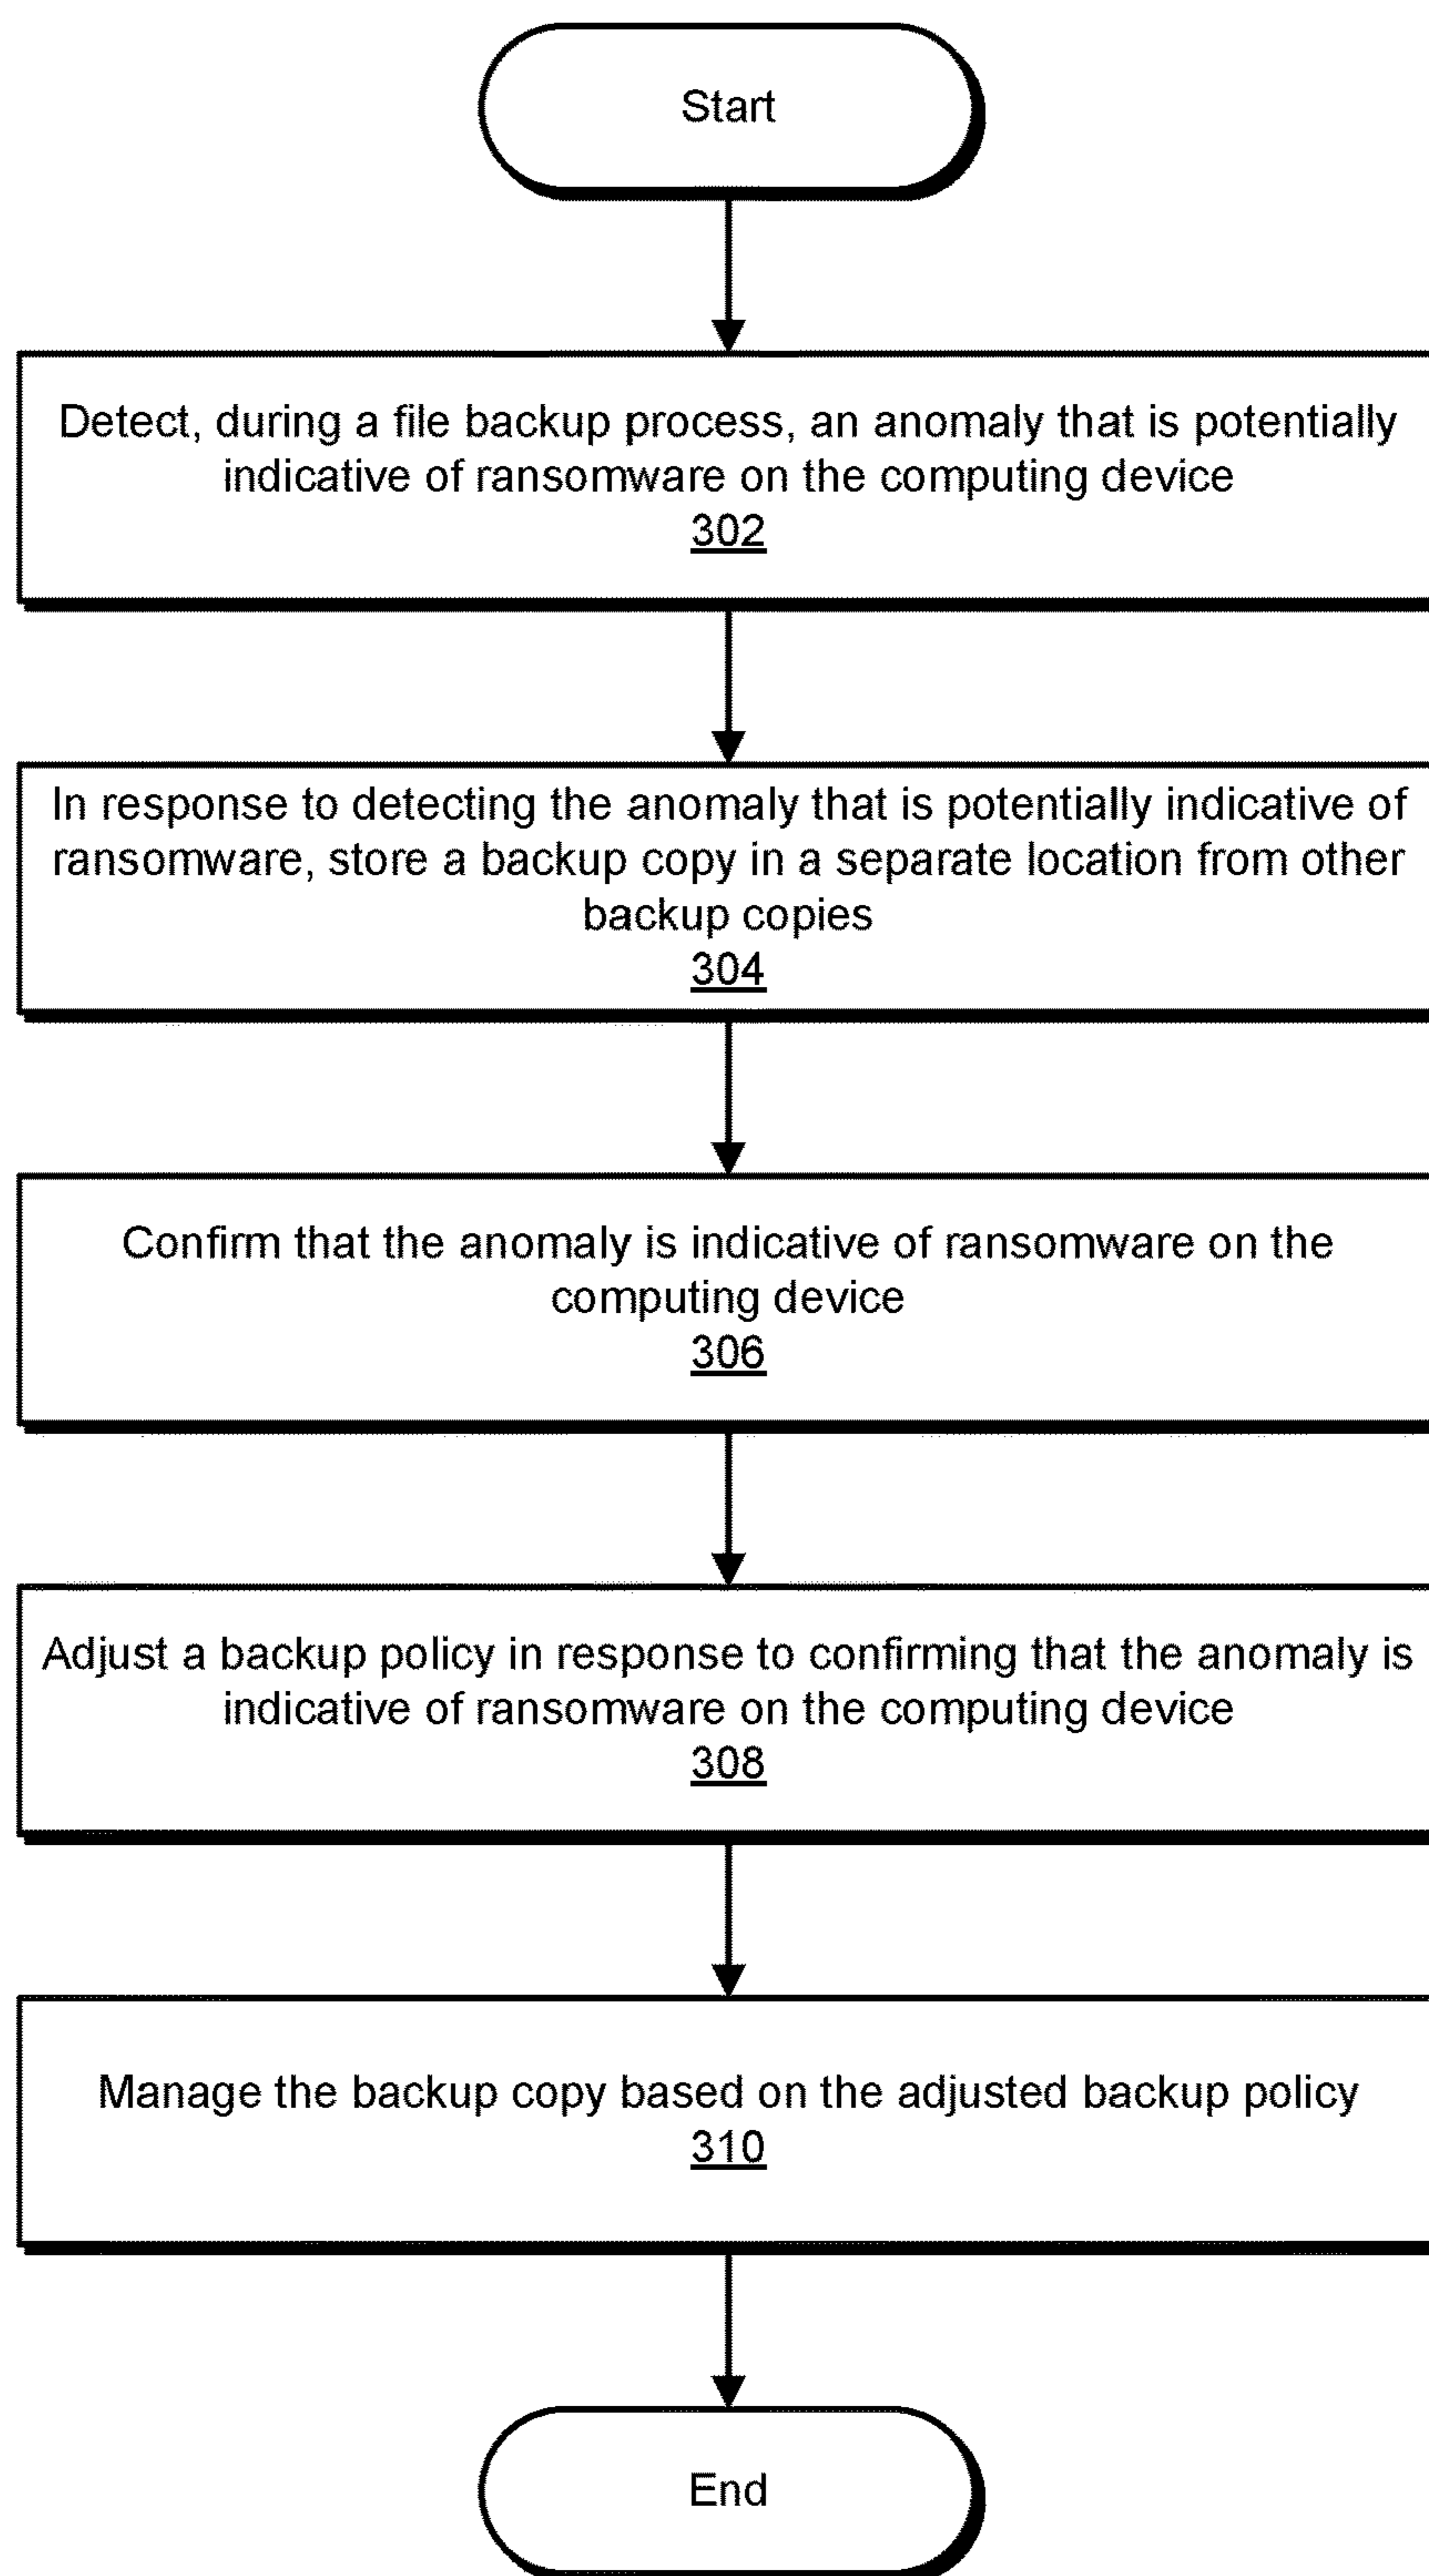 Start
Detect, during a file backup process, an anomaly that is potentially
indicative of ransomware on the computing device
302
In response to detecting the anomaly that is potentially indicative of
ransomware, store a backup copy in a separate location from other
backup copies
304
Confirm that the anomaly is indicative of ransomware on the
computing device
306
Adjust a backup policy in response to confirming that the anomaly is
indicative of ransomware on the computing device
308
Manage the backup copy based on the adjusted backup policy
310
End